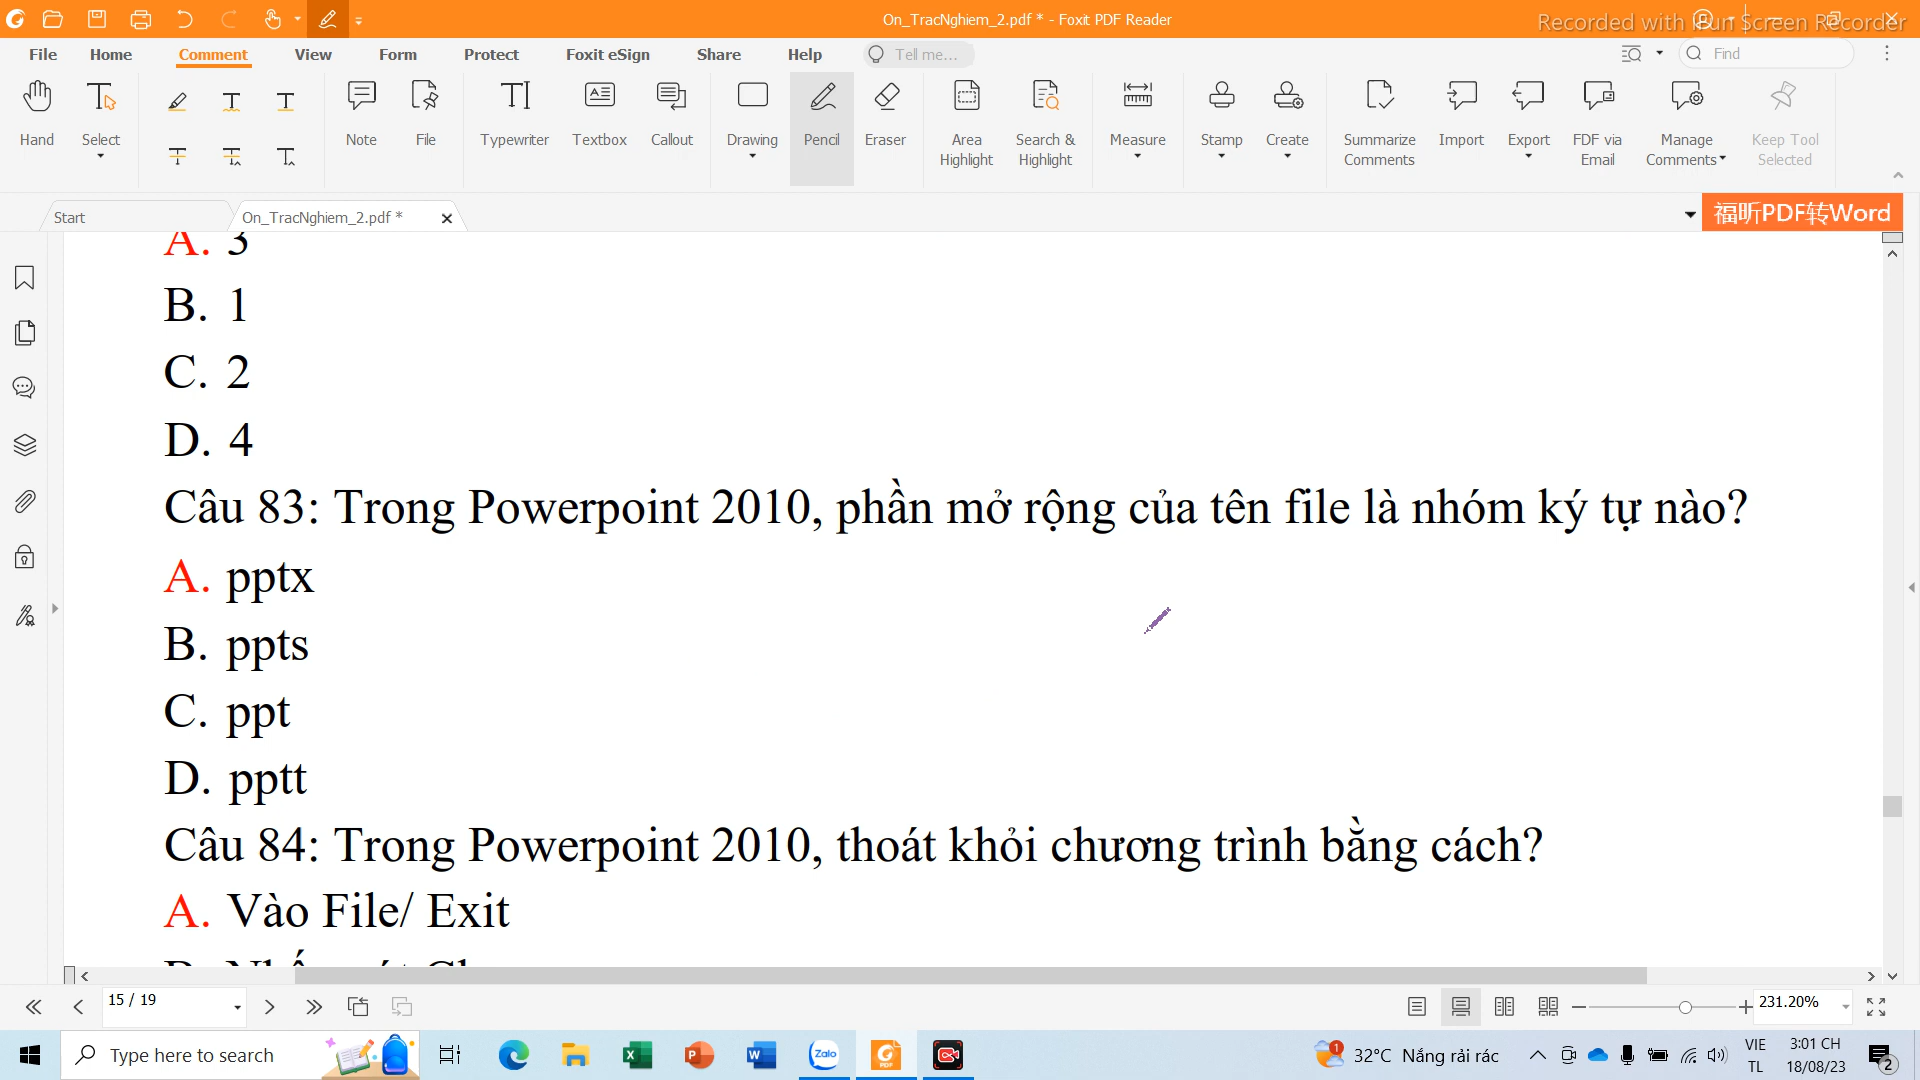 On_TracNghiem_2.pdf * - Foxit PDF Reader
Recorded with iFun Screen Recorder
File Home Comment View Form Protect Foxit eSign Share Help Tell me... Find
Hand Select Note File Typewriter Textbox Callout Drawing Pencil Eraser Area Highlight Search & Highlight Measure Stamp Create Summarize Comments Import Export FDF via Email Manage Comments Keep Tool Selected
Start On_TracNghiem_2.pdf * 福昕PDF转Word
A. 3
B. 1
C. 2
D. 4
Câu 83: Trong Powerpoint 2010, phần mở rộng của tên file là nhóm ký tự nào?
A. pptx
B. ppts
C. ppt
D. pptt
Câu 84: Trong Powerpoint 2010, thoát khỏi chương trình bằng cách?
A. Vào File/ Exit
15 / 19 231.20%
Type here to search Zalo 1 32°C Nắng rải rác VIE 3:01 CH
TL 18/08/23 2